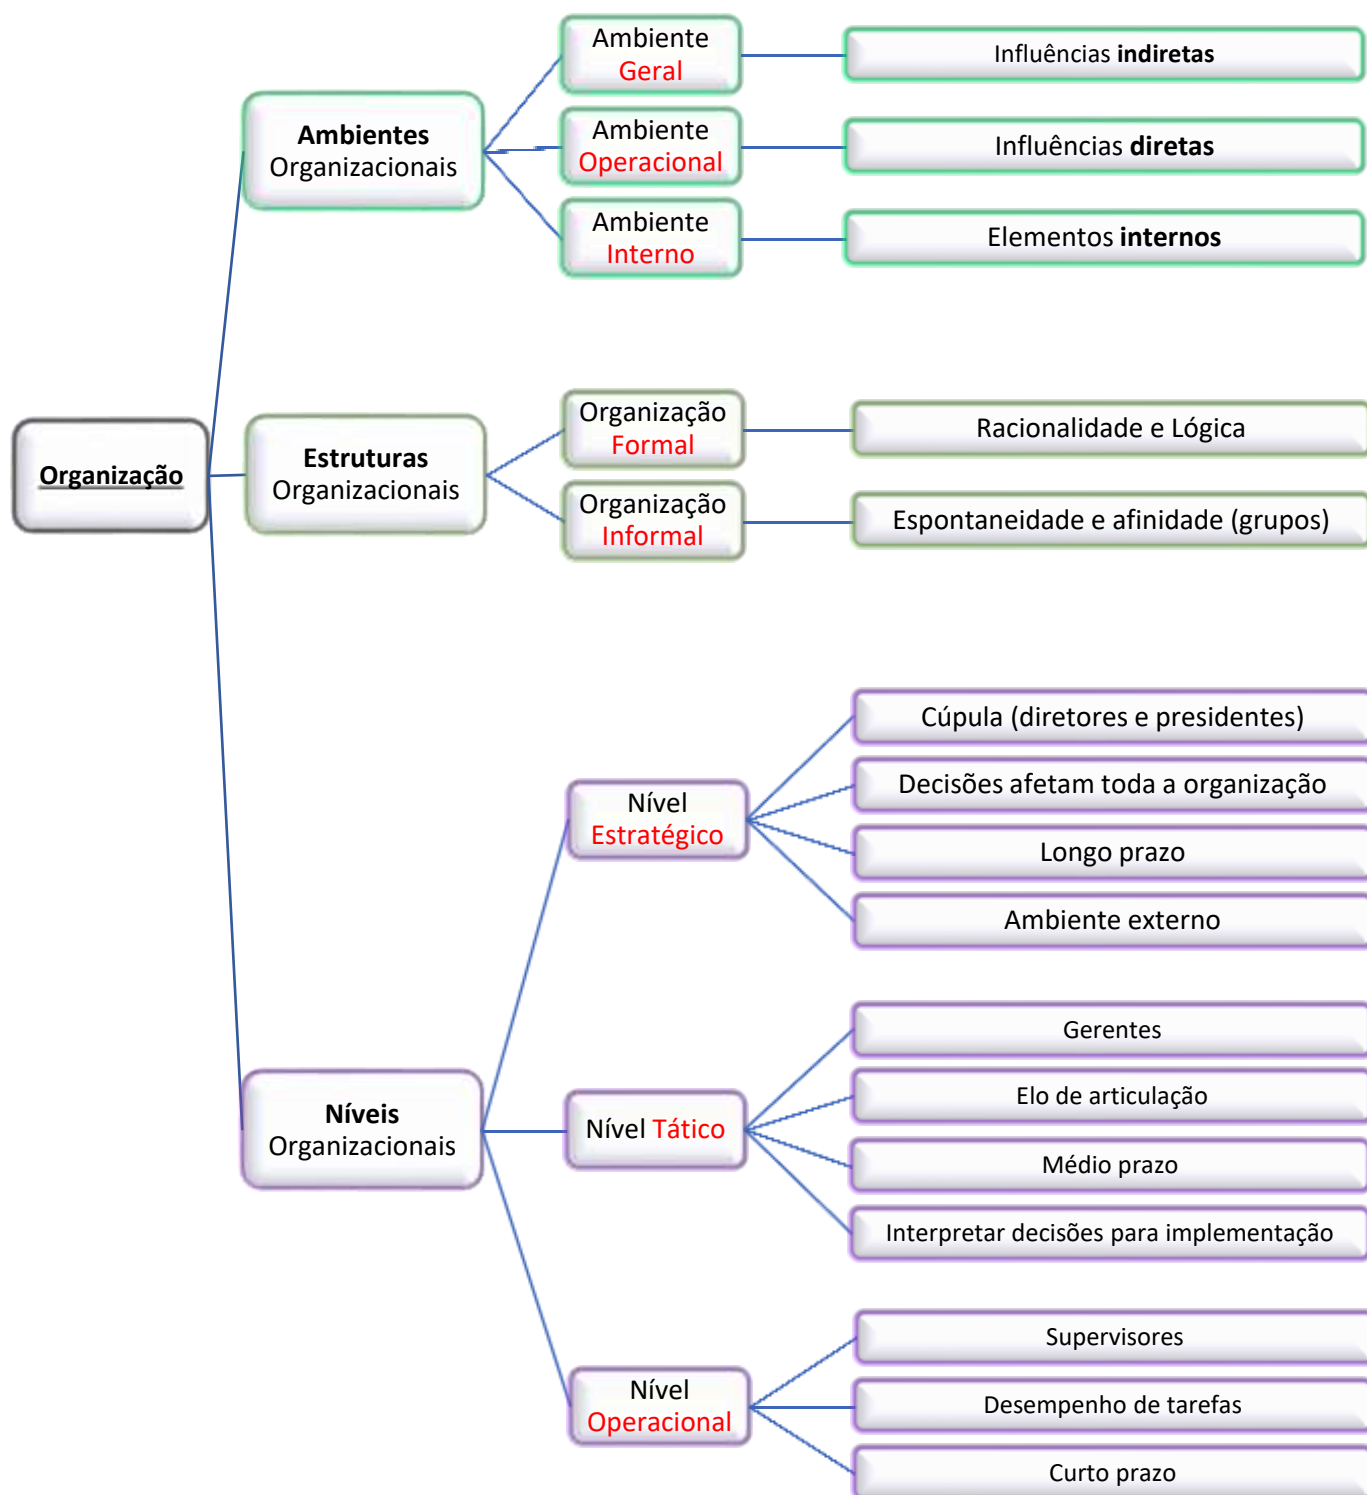 Organização
Ambientes
Organizacionais
Ambiente
Geral
Influências indiretas
Ambiente
Operacional
Influências diretas
Ambiente
Interno
Elementos internos
Estruturas
Organizacionais
Organização
Formal
Racionalidade e Lógica
Organização
Informal
Espontaneidade e afinidade (grupos)
Níveis
Organizacionais
Nível
Estratégico
Cúpula (diretores e presidentes)
Decisões afetam toda a organização
Longo prazo
Ambiente externo
Nível Tático
Gerentes
Elo de articulação
Médio prazo
Interpretar decisões para implementação
Nível
Operacional
Supervisores
Desempenho de tarefas
Curto prazo